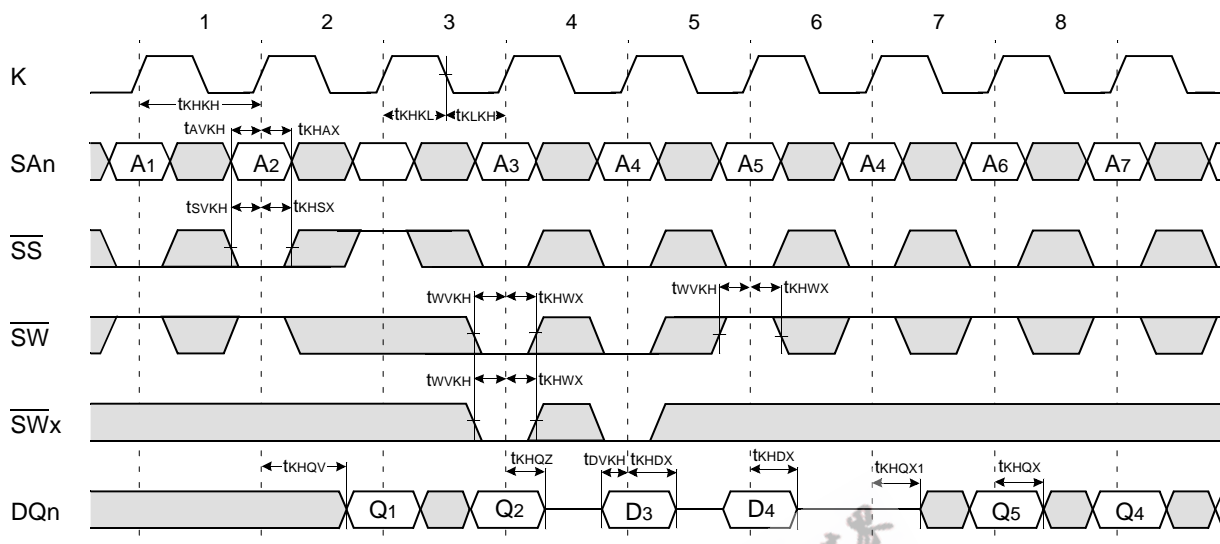 1 2 3 4 5 6 7 8
K
tKHKH tKHKL tKLKH
tAVKH tKHAX
SAn A1 A2 A3 A4 A5 A4 A6 A7
tSVKH tKHSX
SS
tWVKH tKHWX tWVKH tKHWX
SW
tWVKH tKHWX
SWx
tKHQV tKHQZ tDVKH tKHDX tKHDX tKHQX1 tKHQX
DQn Q1 Q2 D3 D4 Q5 Q4